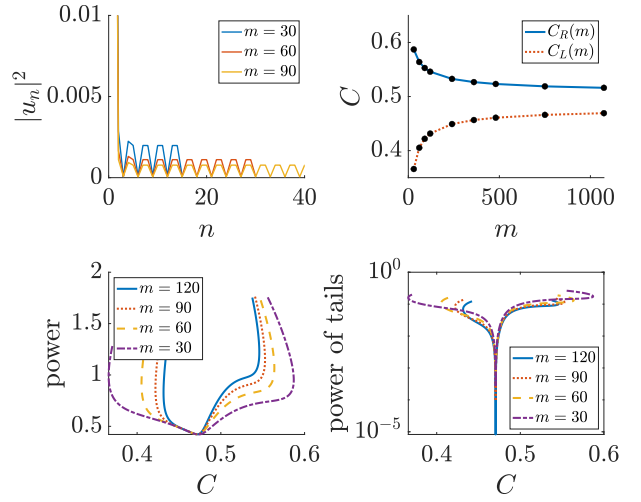 0.01
0.005
0
|u_n|^2
0
20
40
n
m = 30
m = 60
m = 90
0.6
0.5
0.4
C
0
500
1000
m
C_R(m)
C_L(m)
2
1.5
1
0.5
power
0.4
0.5
0.6
C
m = 120
m = 90
m = 60
m = 30
10^0
10^{-5}
power of tails
0.4
0.5
0.6
C
m = 120
m = 90
m = 60
m = 30